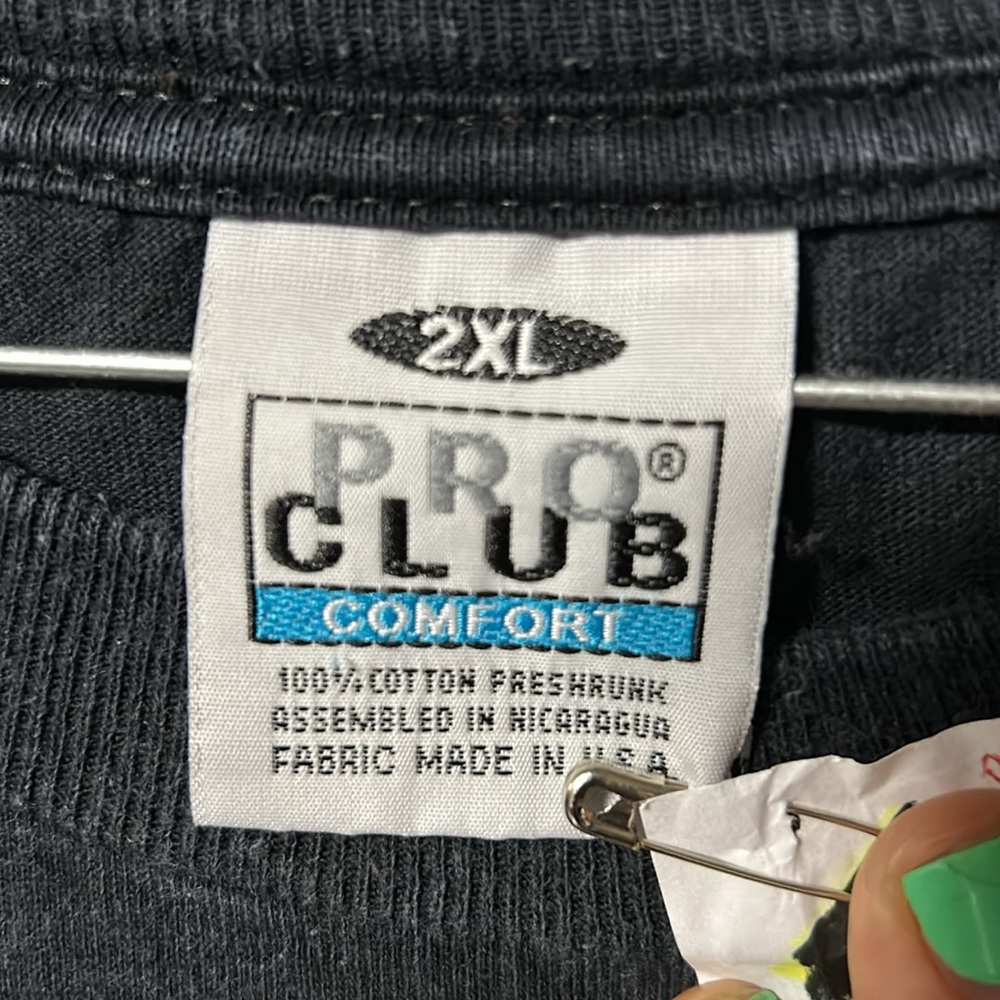 2XL
PRO®
CLUB
COMFORT
100% COTTON PRESHRUNK
ASSEMBLED IN NICARAGUA
FABRIC MADE IN U.S.A.